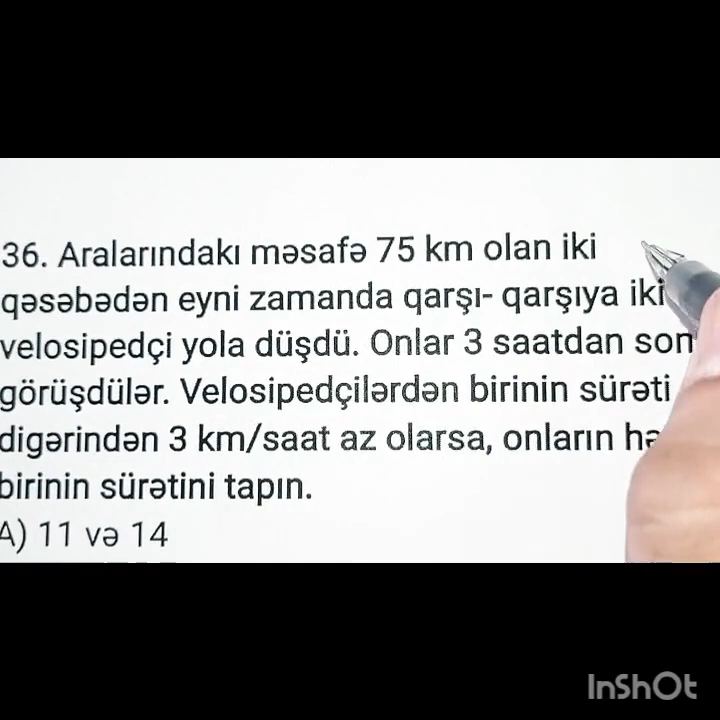 36. Aralarındakı məsafə 75 km olan iki
qəsəbədən eyni zamanda qarşı- qarşıya iki
velosipedçi yola düşdü. Onlar 3 saatdan son
görüşdülər. Velosipedçilərdən birinin sürəti
digərindən 3 km/saat az olarsa, onların hə
birinin sürətini tapın.
A) 11 və 14
InShOt